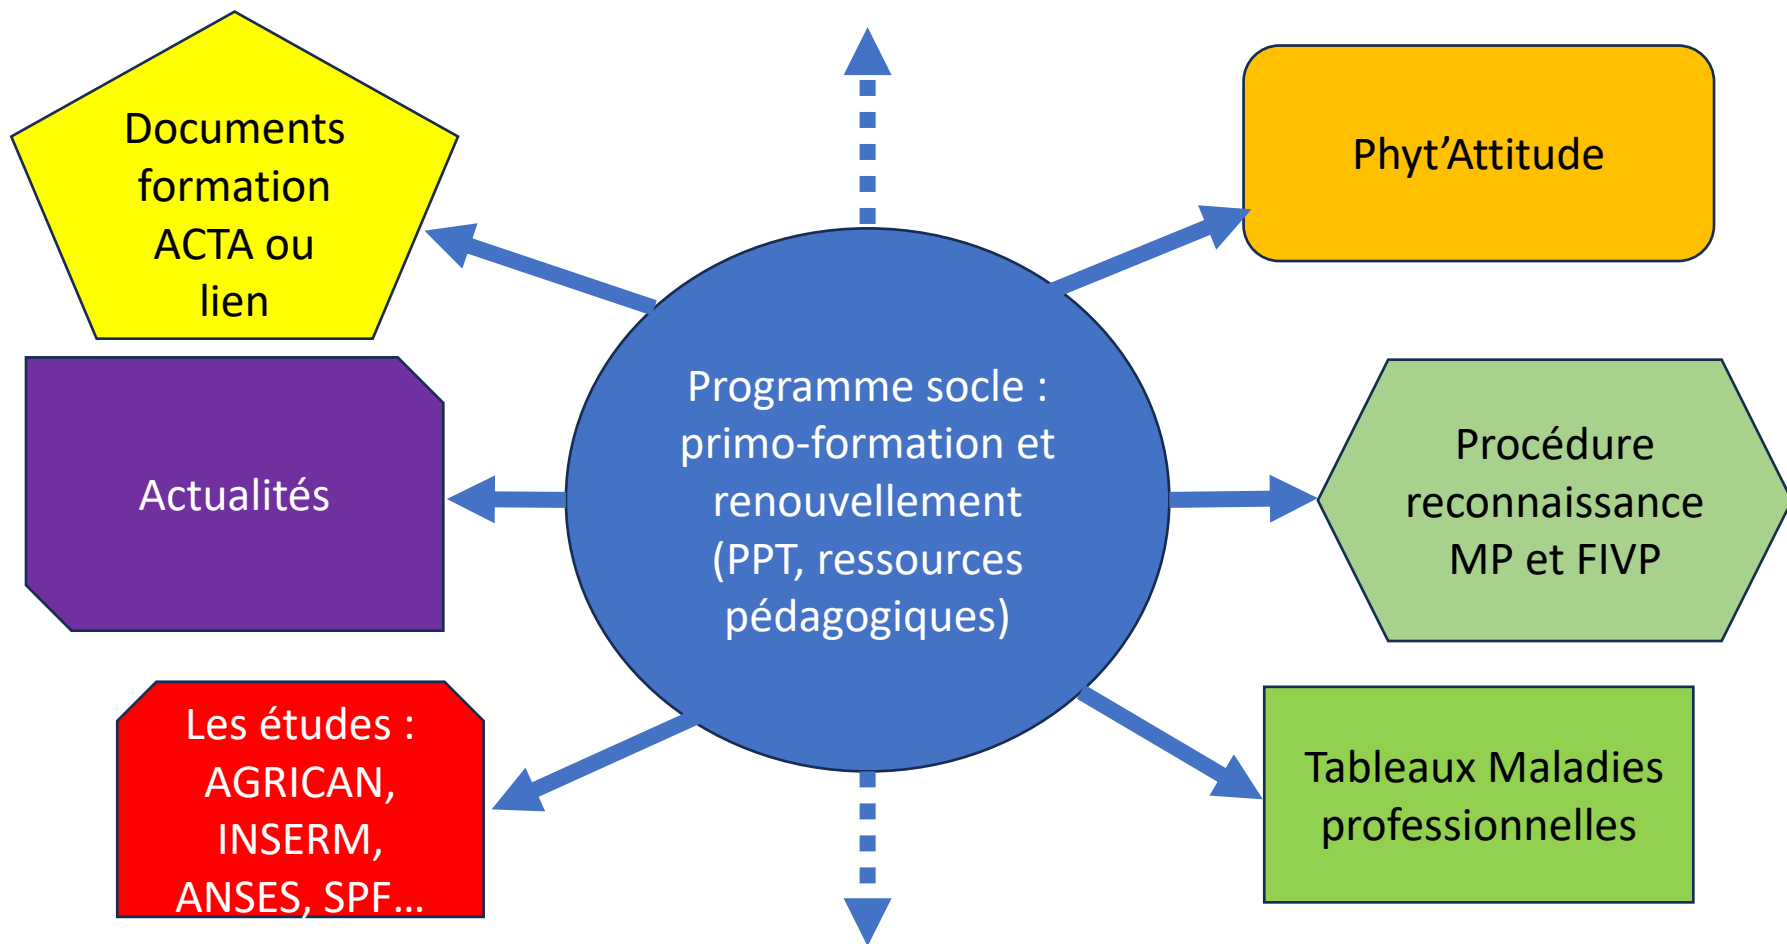 Documents
formation
ACTA ou
lien
Phyt’Attitude
Programme socle :
primo-formation et
renouvellement
(PPT, ressources
pédagogiques)
Actualités
Procédure
reconnaissance
MP et FIVP
Les études :
AGRICAN,
INSERM,
ANSES, SPF…
Tableaux Maladies
professionnelles